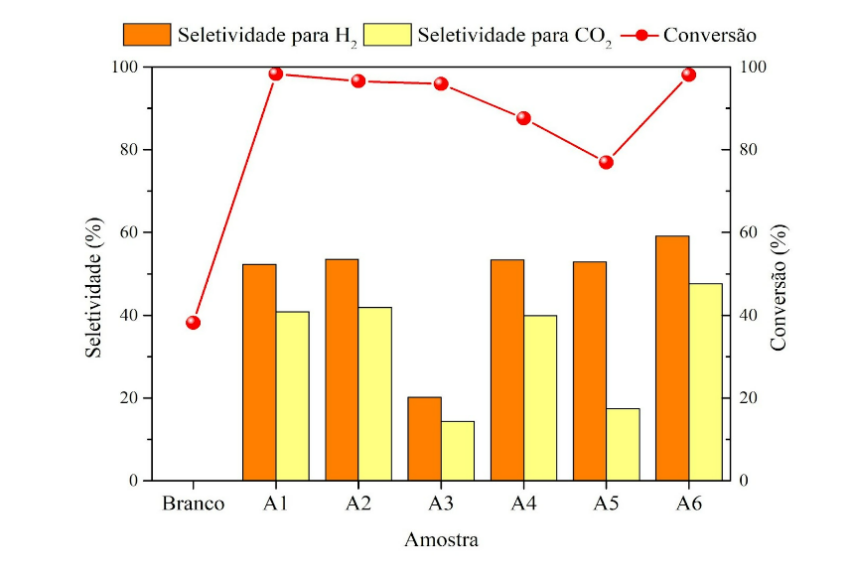 Seletividade para H₂ Seletividade para CO₂ Conversão
100 100
80 80
60 60
40 40
20 20
0 0
Seletividade (%)
Conversão (%)
Branco A1 A2 A3 A4 A5 A6
Amostra